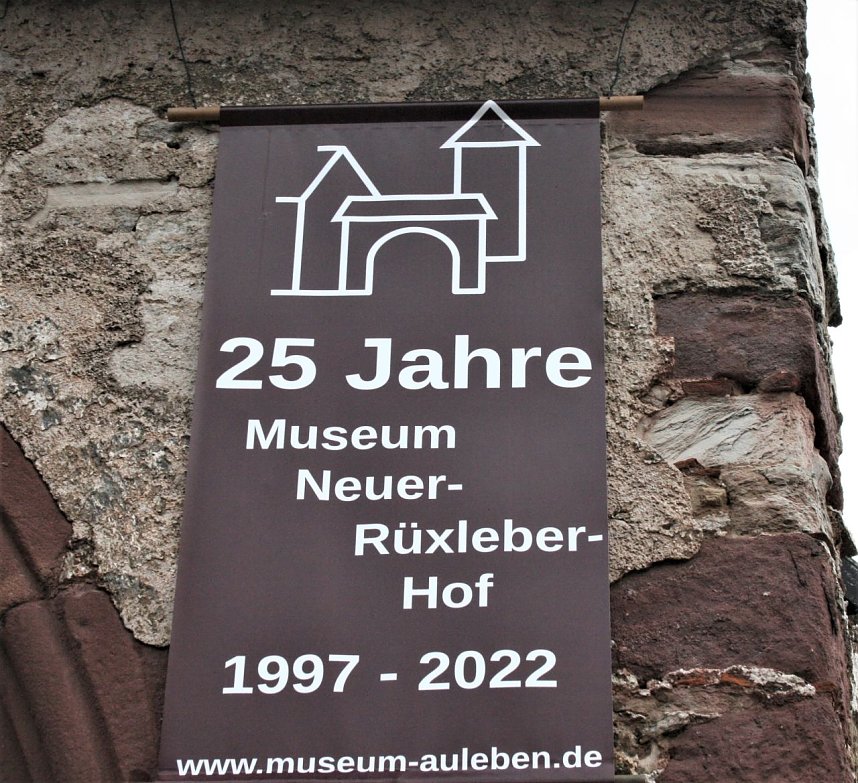 25 Jahre
Museum
Neuer-
Rüxleber-
Hof
1997 - 2022
www.museum-auleben.de